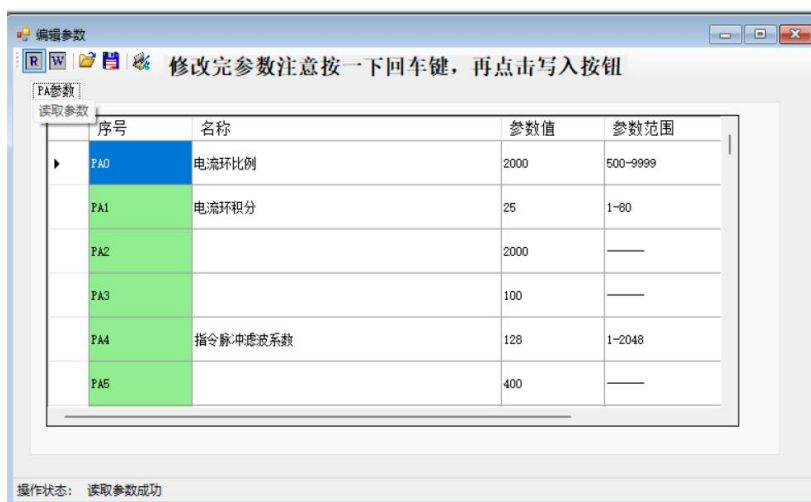 编辑参数
R W 修改完参数注意按一下回车键，再点击写入按钮
PA参数
读取参数
序号 名称 参数值 参数范围
PA0 电流环比例 2000 500-9999
PA1 电流环积分 25 1-80
PA2 2000 ———
PA3 100 ———
PA4 指令脉冲滤波系数 128 1-2048
PA5 400 ———
操作状态： 读取参数成功